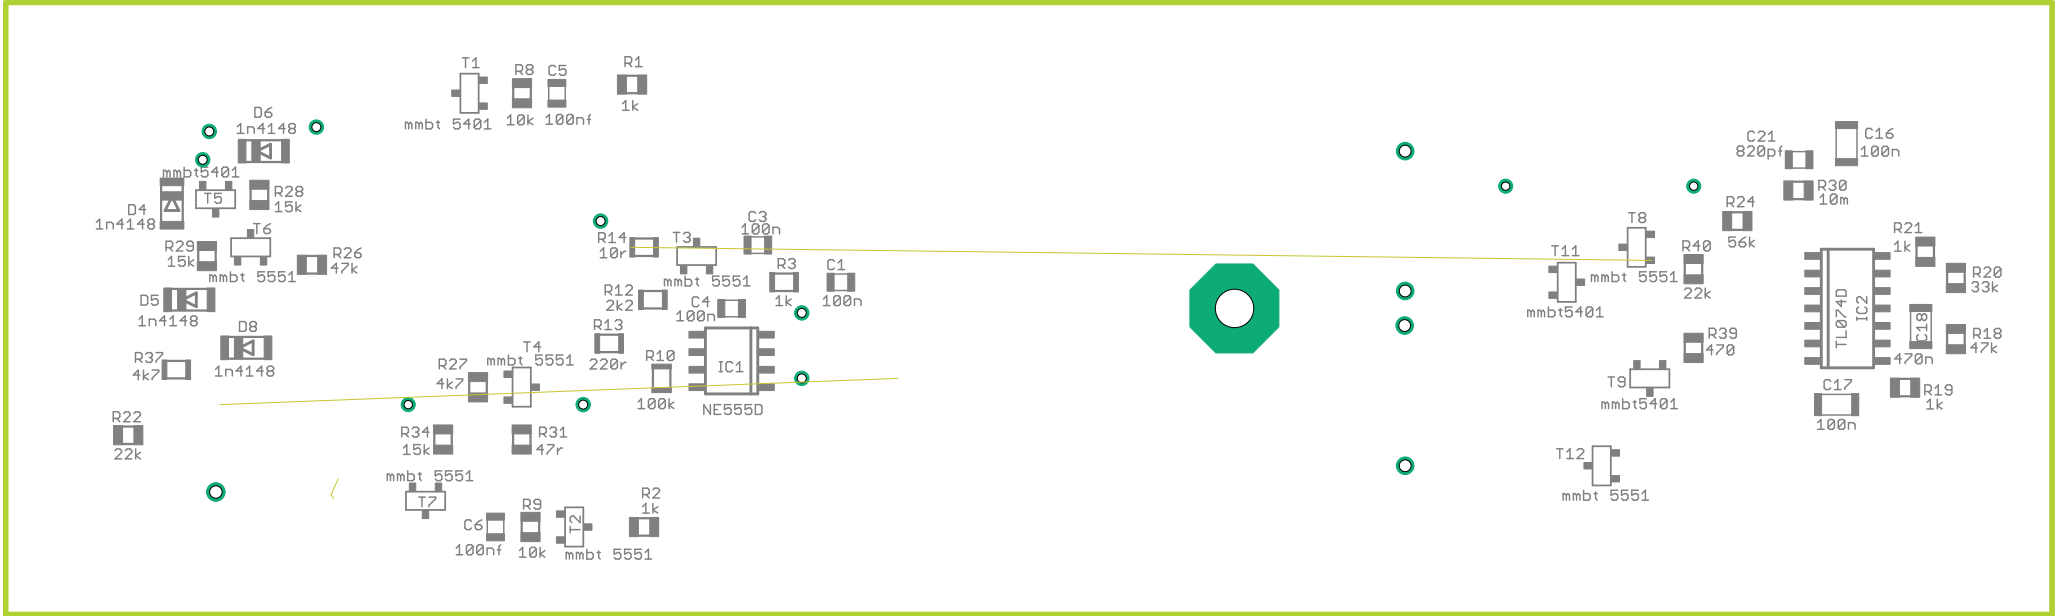 T1
mmbt 5401
R8
10k
C5
100nf
R1
1k
D6
1n4148
mmbt5401
T5
R28
15k
D4
1n4148
T6
mmbt 5551
R29
15k
R26
47k
D5
1n4148
D8
1n4148
R37
4k7
R22
22k
R14
10r
T3
mmbt 5551
C3
100n
R3
1k
C1
100n
R12
2k2
C4
100n
R13
220r
R10
100k
IC1
NE555D
R27
4k7
T4
mmbt 5551
R34
15k
R31
47r
mmbt 5551
T7
C6
100nf
R9
10k
T2
mmbt 5551
R2
1k
C21
820pf
C16
100n
R30
10m
R24
56k
T8
mmbt 5551
T11
mmbt5401
R40
22k
R39
470
T9
mmbt5401
T12
mmbt 5551
TL074D
IC2
R21
1k
R20
33k
C18
470n
R18
47k
R19
1k
C17
100n